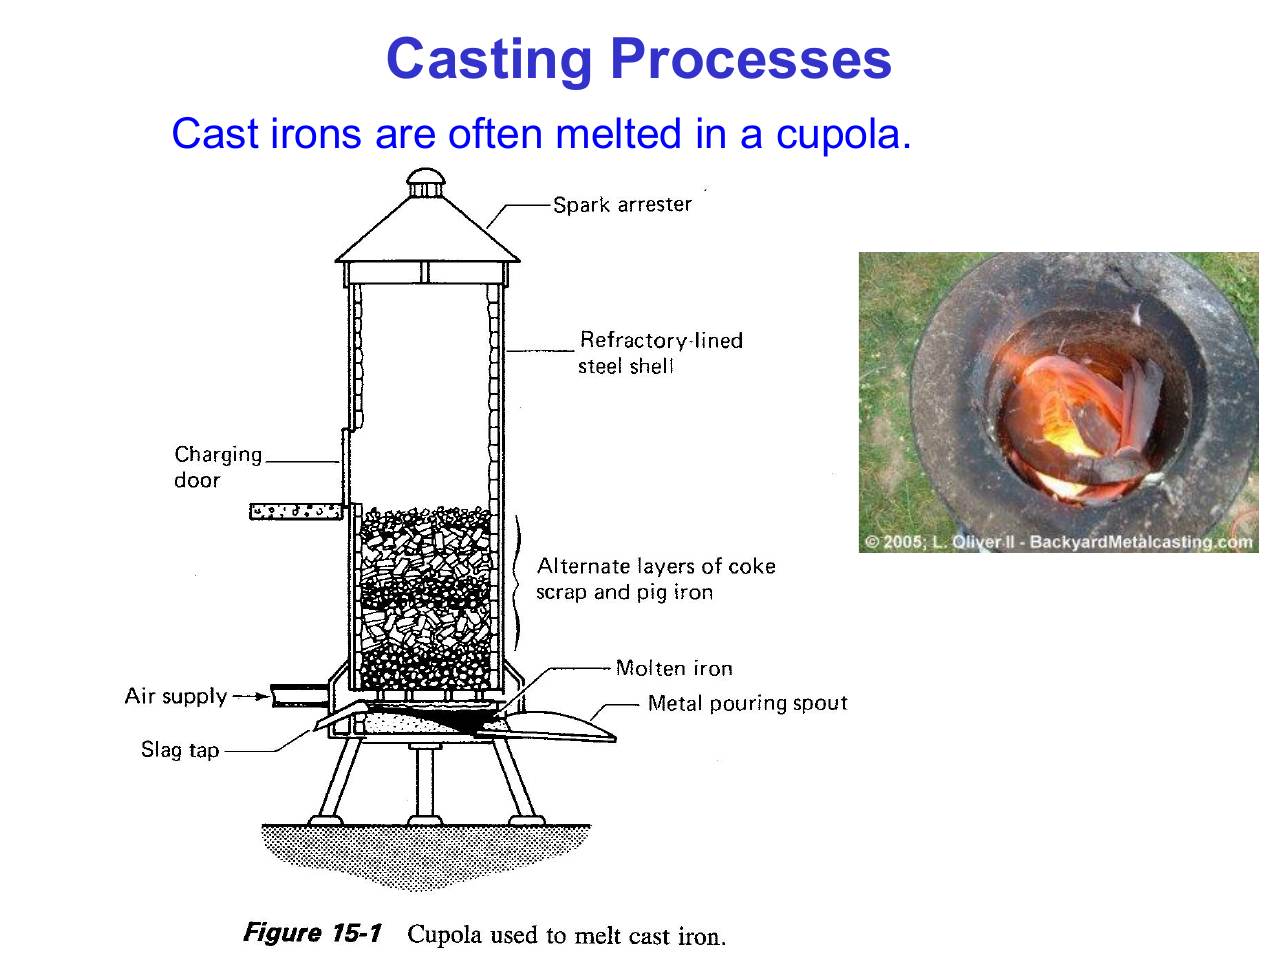 Casting Processes
Cast irons are often melted in a cupola.
Spark arrester
Refractory-lined
steel shell
Charging
door
Alternate layers of coke
scrap and pig iron
Molten iron
Air supply
Metal pouring spout
Slag tap
© 2005; L. Oliver II - BackyardMetalcasting.com
Figure 15-1 Cupola used to melt cast iron.